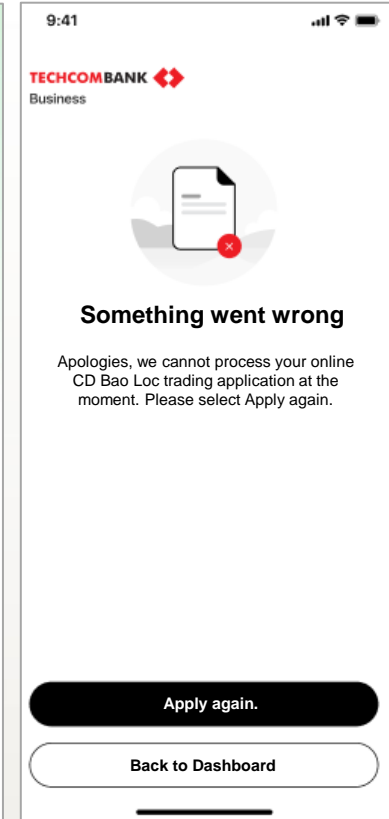 9:41
TECHCOMBANK
Business
Something went wrong
Apologies, we cannot process your online
CD Bao Loc trading application at the
moment. Please select Apply again.
Apply again.
Back to Dashboard